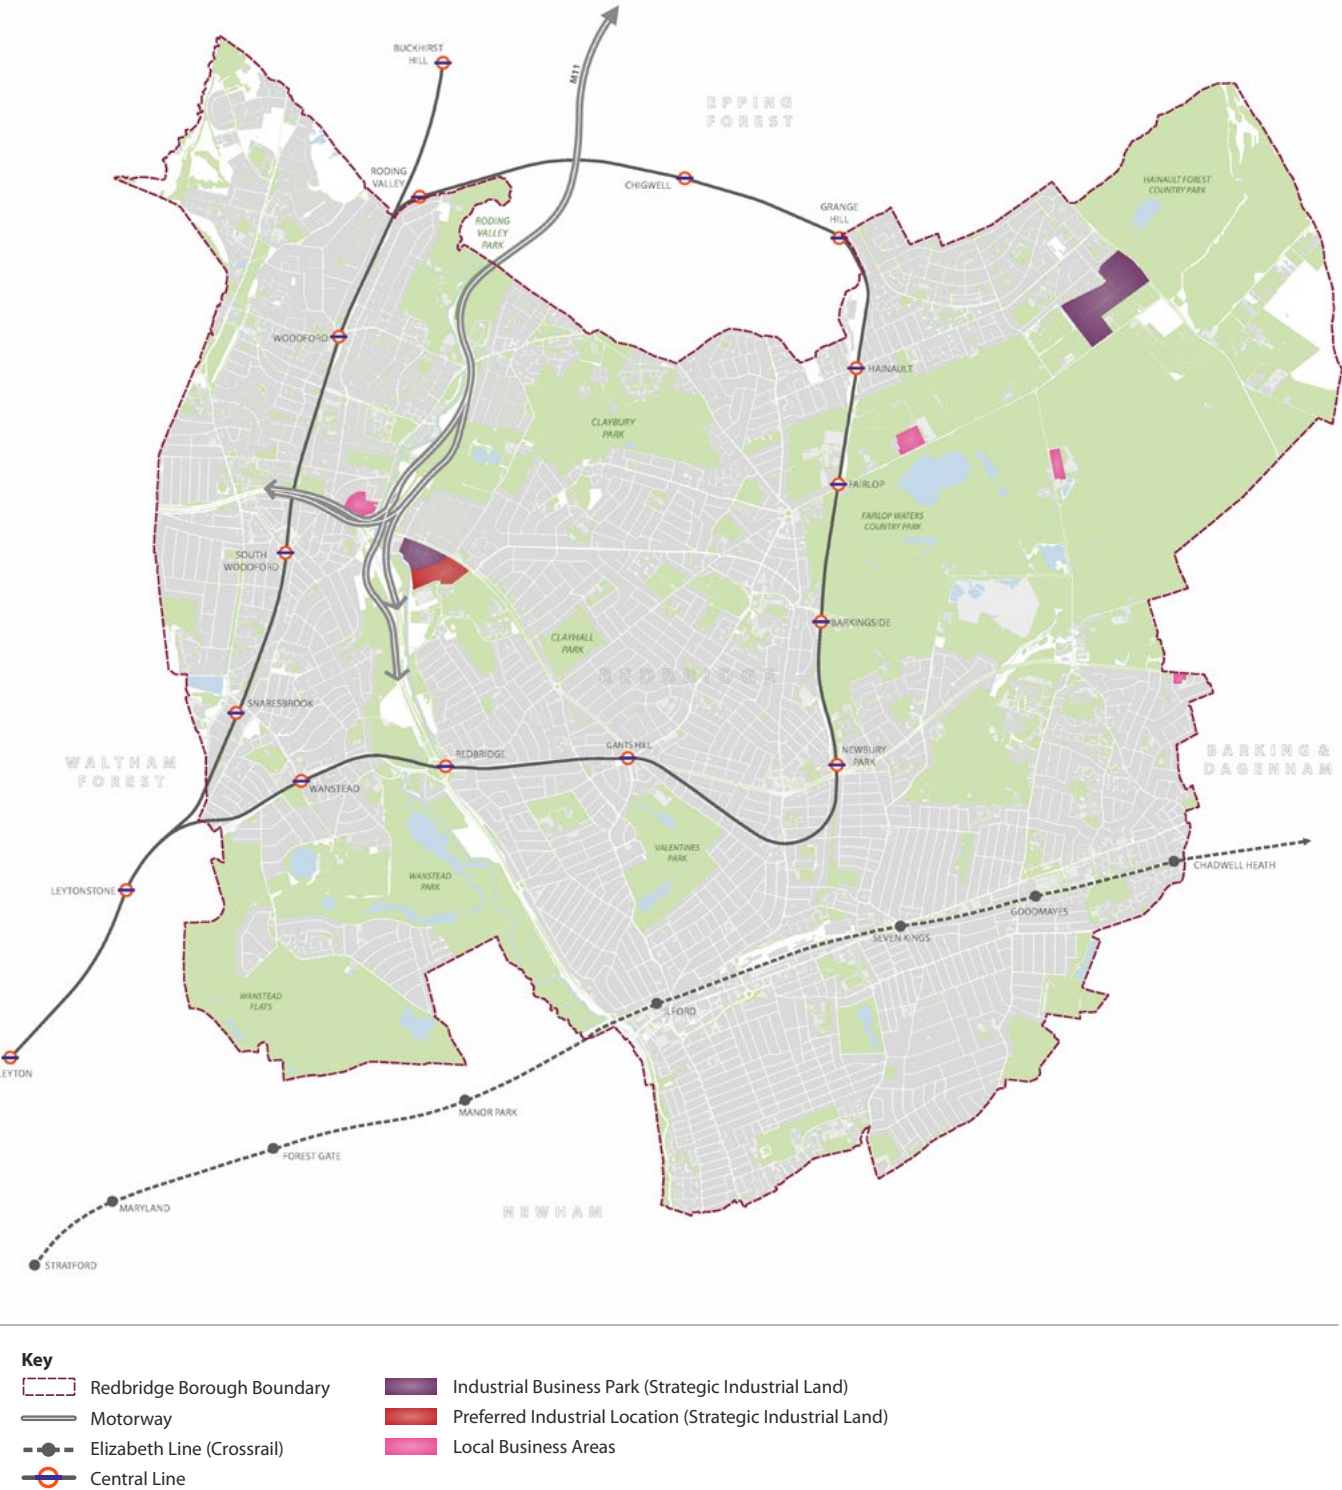 BUCKHIRST
HILL
M11
EPPING
FOREST
RODING
VALLEY
CHIGWELL
HAINAULT FOREST
COUNTRY PARK
GRANGE
HILL
RODING
VALLEY
PARK
WOODFORD
HAINAULT
CLAYBURY
PARK
FAIRLOP
FAIRLOP WATERS
COUNTRY PARK
SOUTH
WOODFORD
BARKINGSIDE
CLAYHALL
PARK
REDBRIDGE
SNARESBROOK
WALTHAM
FOREST
REDBRIDGE
GANTS HILL
NEWBURY
PARK
BARKING &
DAGENHAM
WANSTEAD
VALENTINES
PARK
CHADWELL HEATH
WANSTEAD
PARK
LEYTONSTONE
GOODMAYES
SEVEN KINGS
WANSTEAD
FLATS
ILFORD
EYTON
MANOR PARK
FOREST GATE
MARYLAND
NEWHAM
STRATFORD
Key
Redbridge Borough Boundary
Motorway
Elizabeth Line (Crossrail)
Central Line
Industrial Business Park (Strategic Industrial Land)
Preferred Industrial Location (Strategic Industrial Land)
Local Business Areas